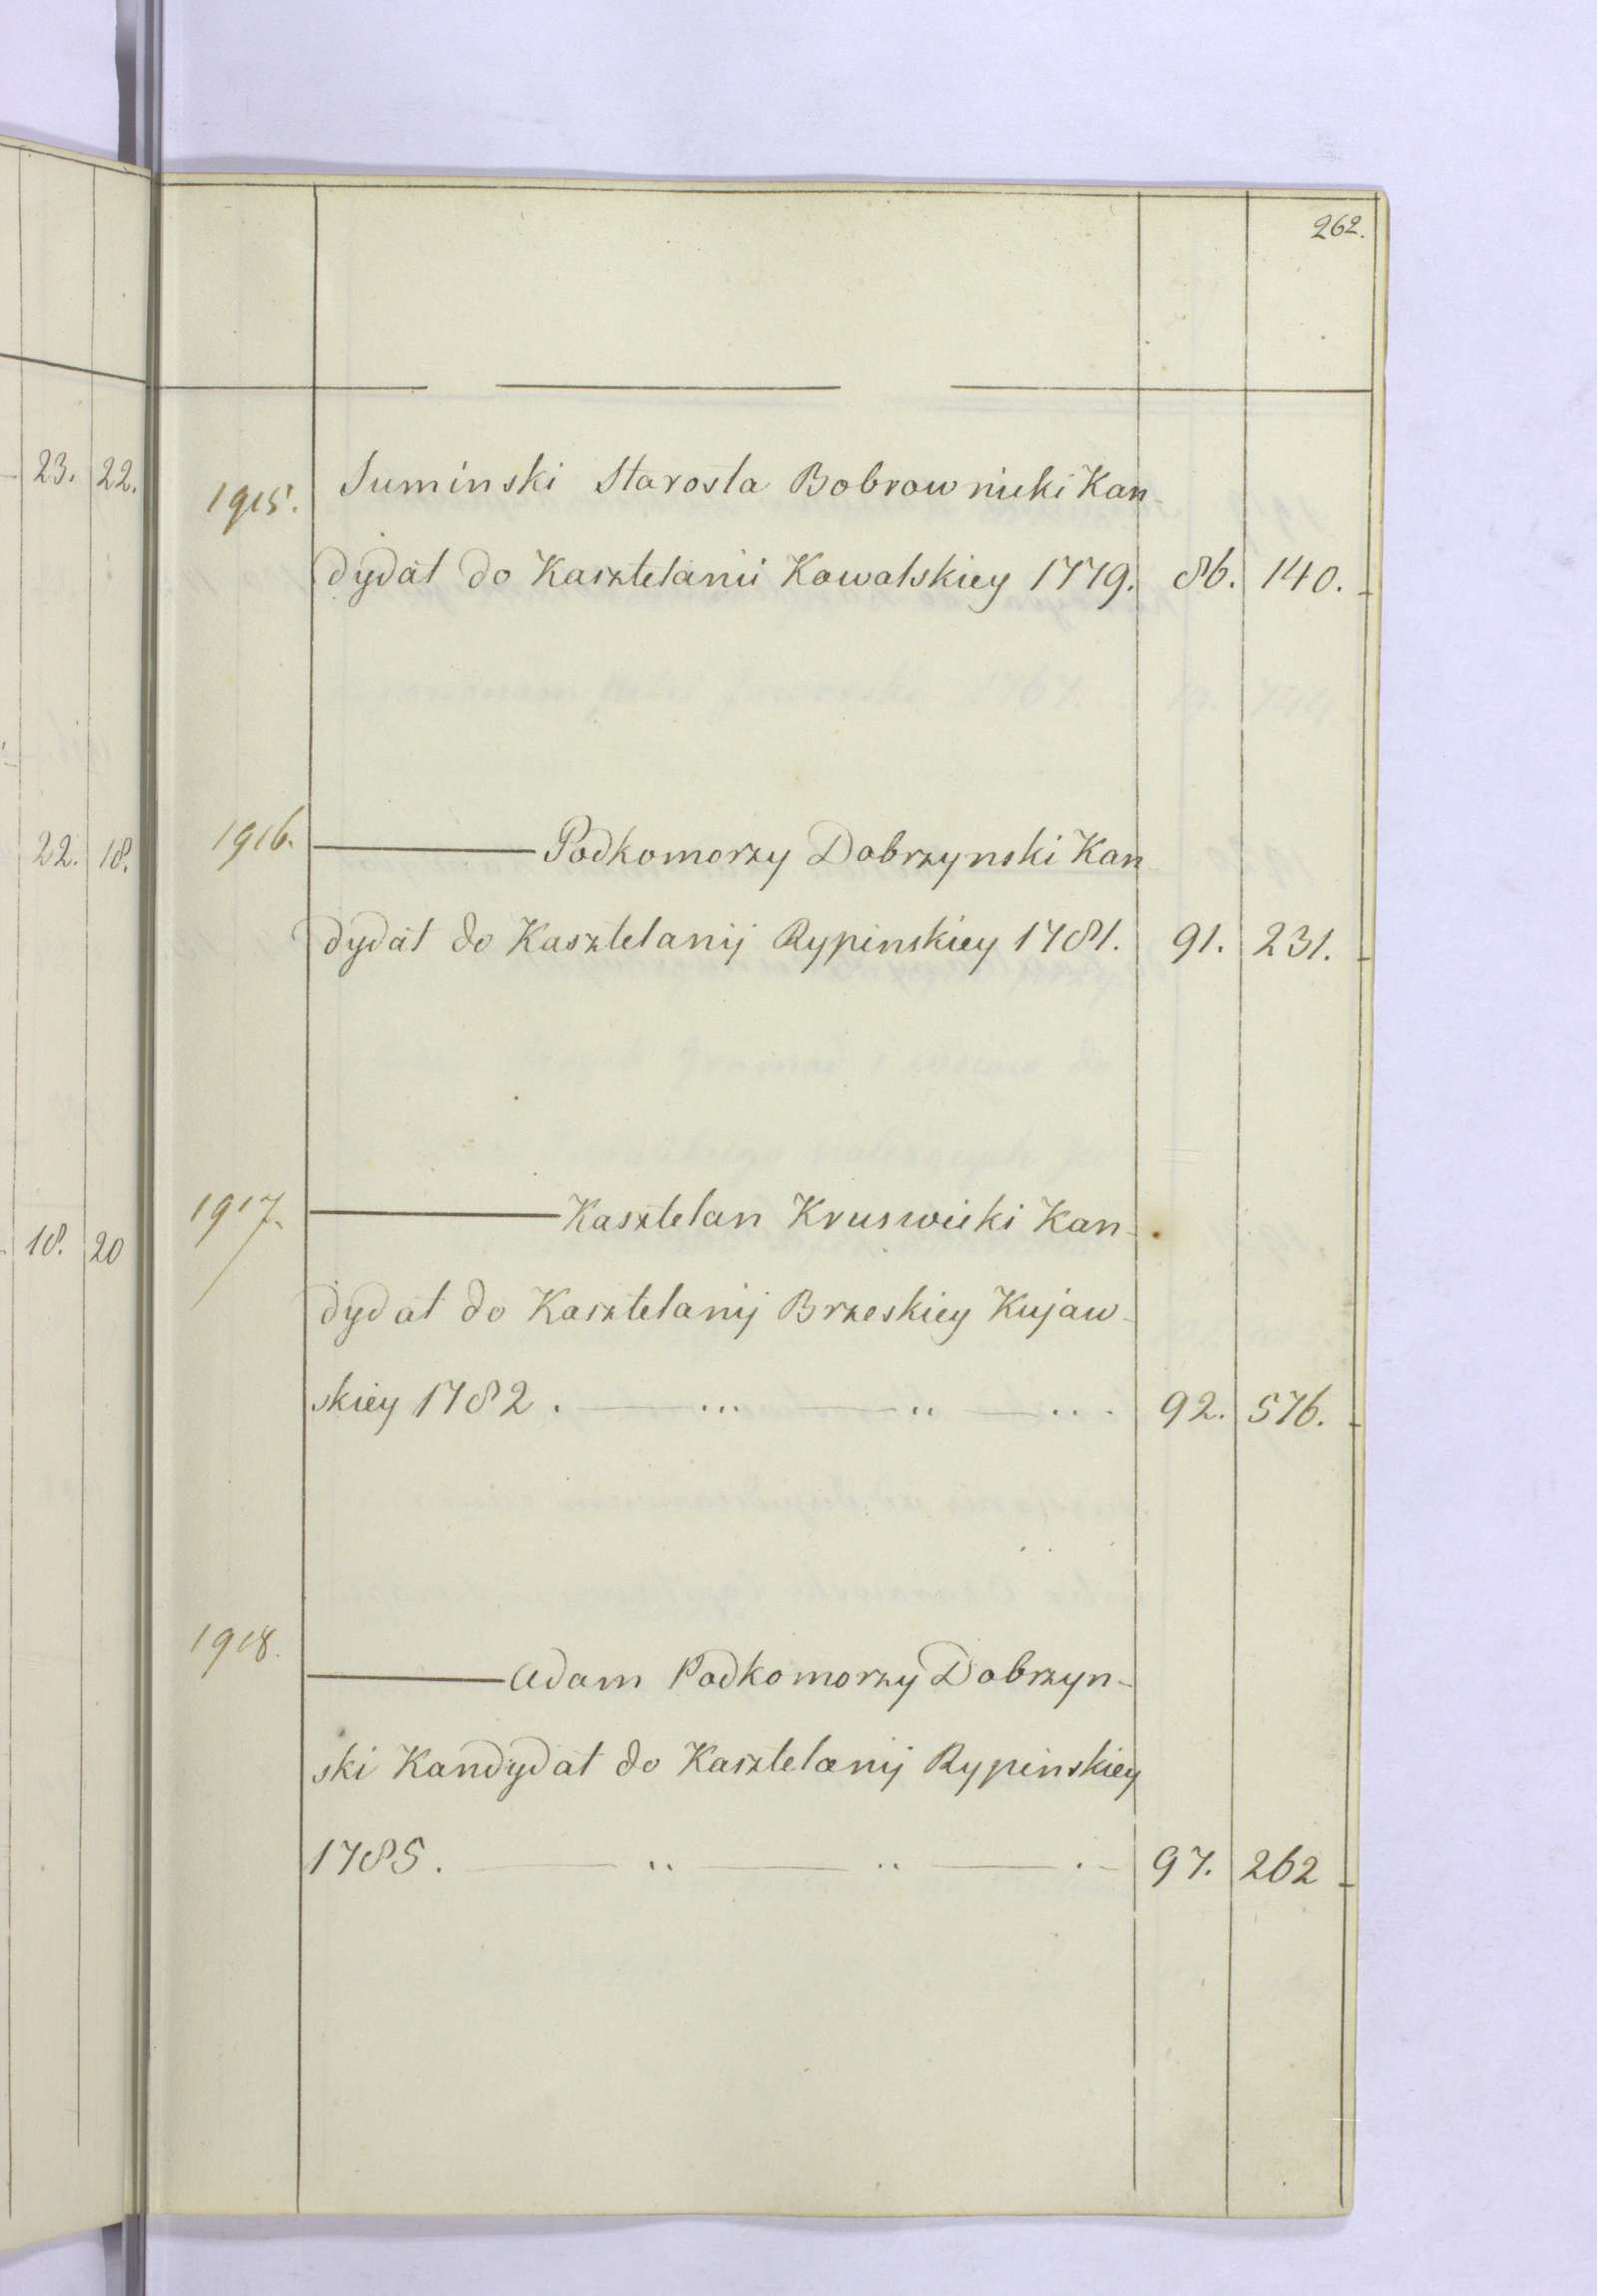 262.
23. 22.
1915. Suminski Starosta Bobrownicki Kan
dydat do Kasztelanii Kowalskiey 1779. 86. 140.
22. 18.
1916. Podkomorzy Dobrzynski Kan
dydat do Kasztelanij Rypinskiey 1781. 91. 231.
18. 20
1917. Kasztelan Kruswicki Kan-
dydat do Kasztelanij Brzeskiey Kujaw-
skiey 1782. 92. 576.
1918. Adam Podkomorzy Dobrzyn-
ski Kandydat do Kasztelanij Rypinskiey
1785. 97. 262